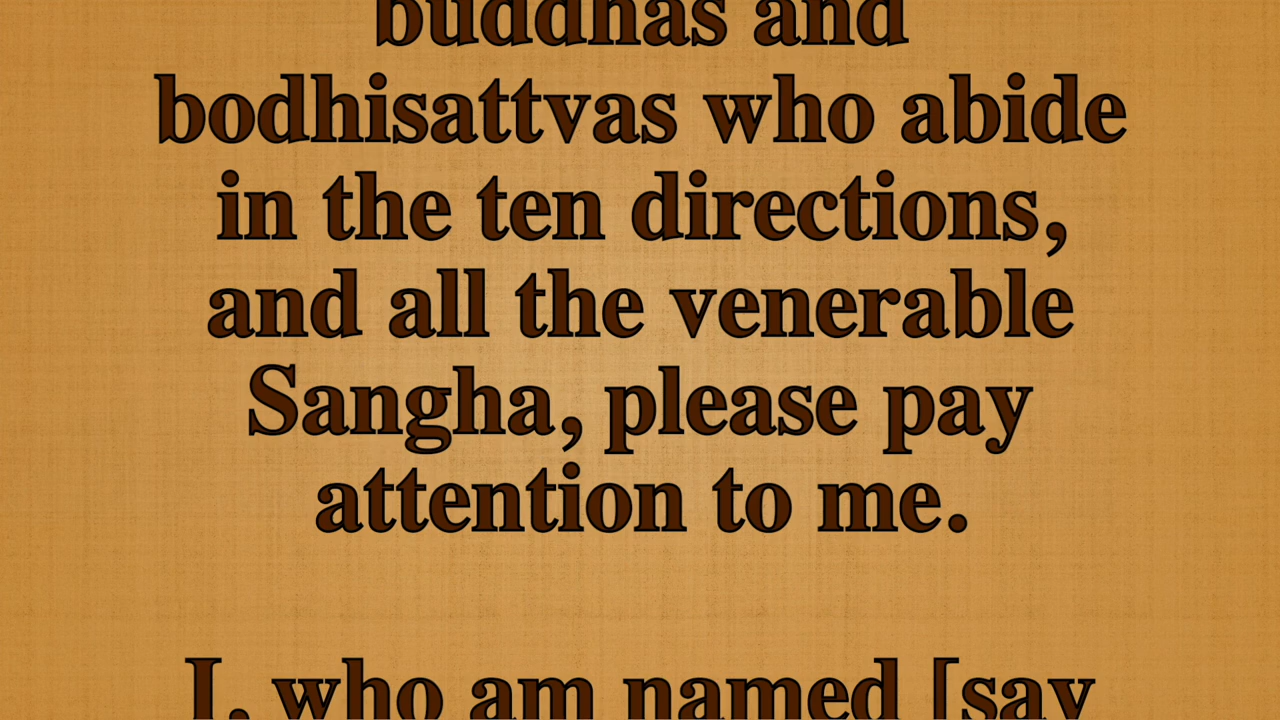 buddhas and
bodhisattvas who abide
in the ten directions,
and all the venerable
Sangha, please pay
attention to me.
I, who am named [say